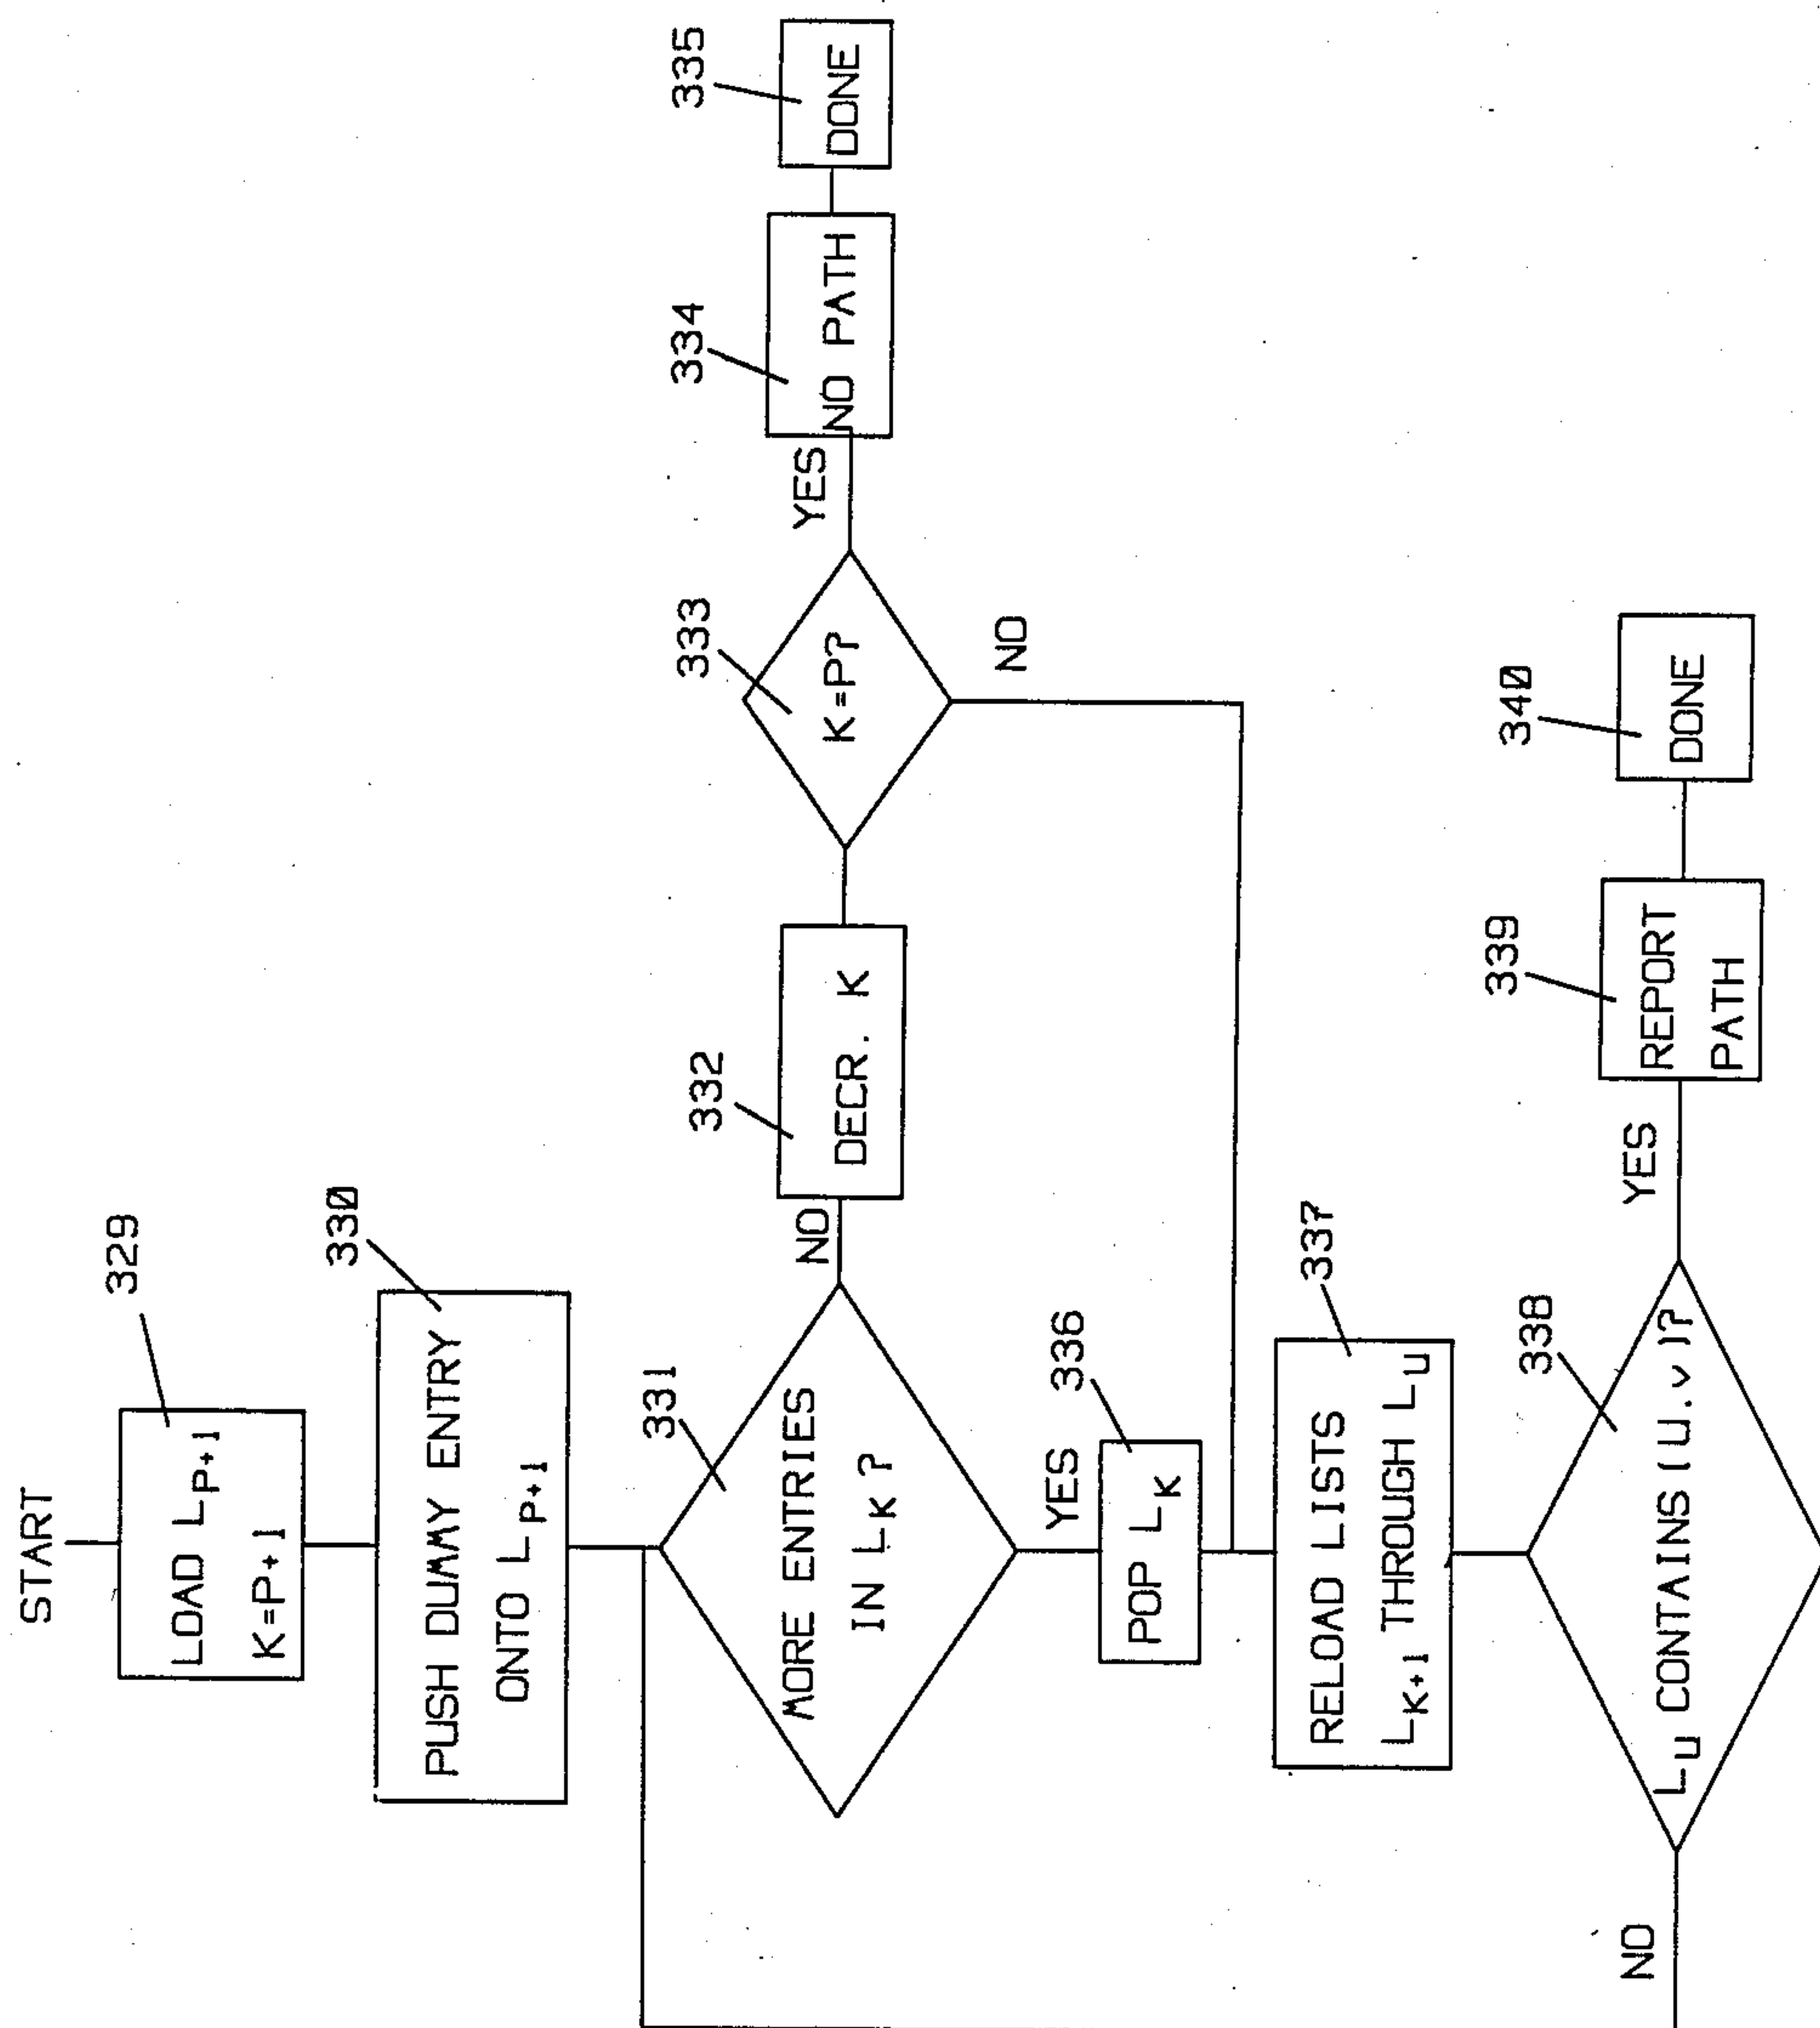 START
329
LOAD L_P+1
K=P+1
330
PUSH DUMMY ENTRY
ONTO L_P+1
331
MORE ENTRIES
IN L_K ?
NO
332
DECR. K
333
K=P?
YES
334
NO PATH
335
DONE
NO
YES
336
POP L_K
337
RELOAD LISTS
L_K+1 THROUGH L_U
338
L_U CONTAINS(U.V)?
YES
339
REPORT
PATH
340
DONE
NO